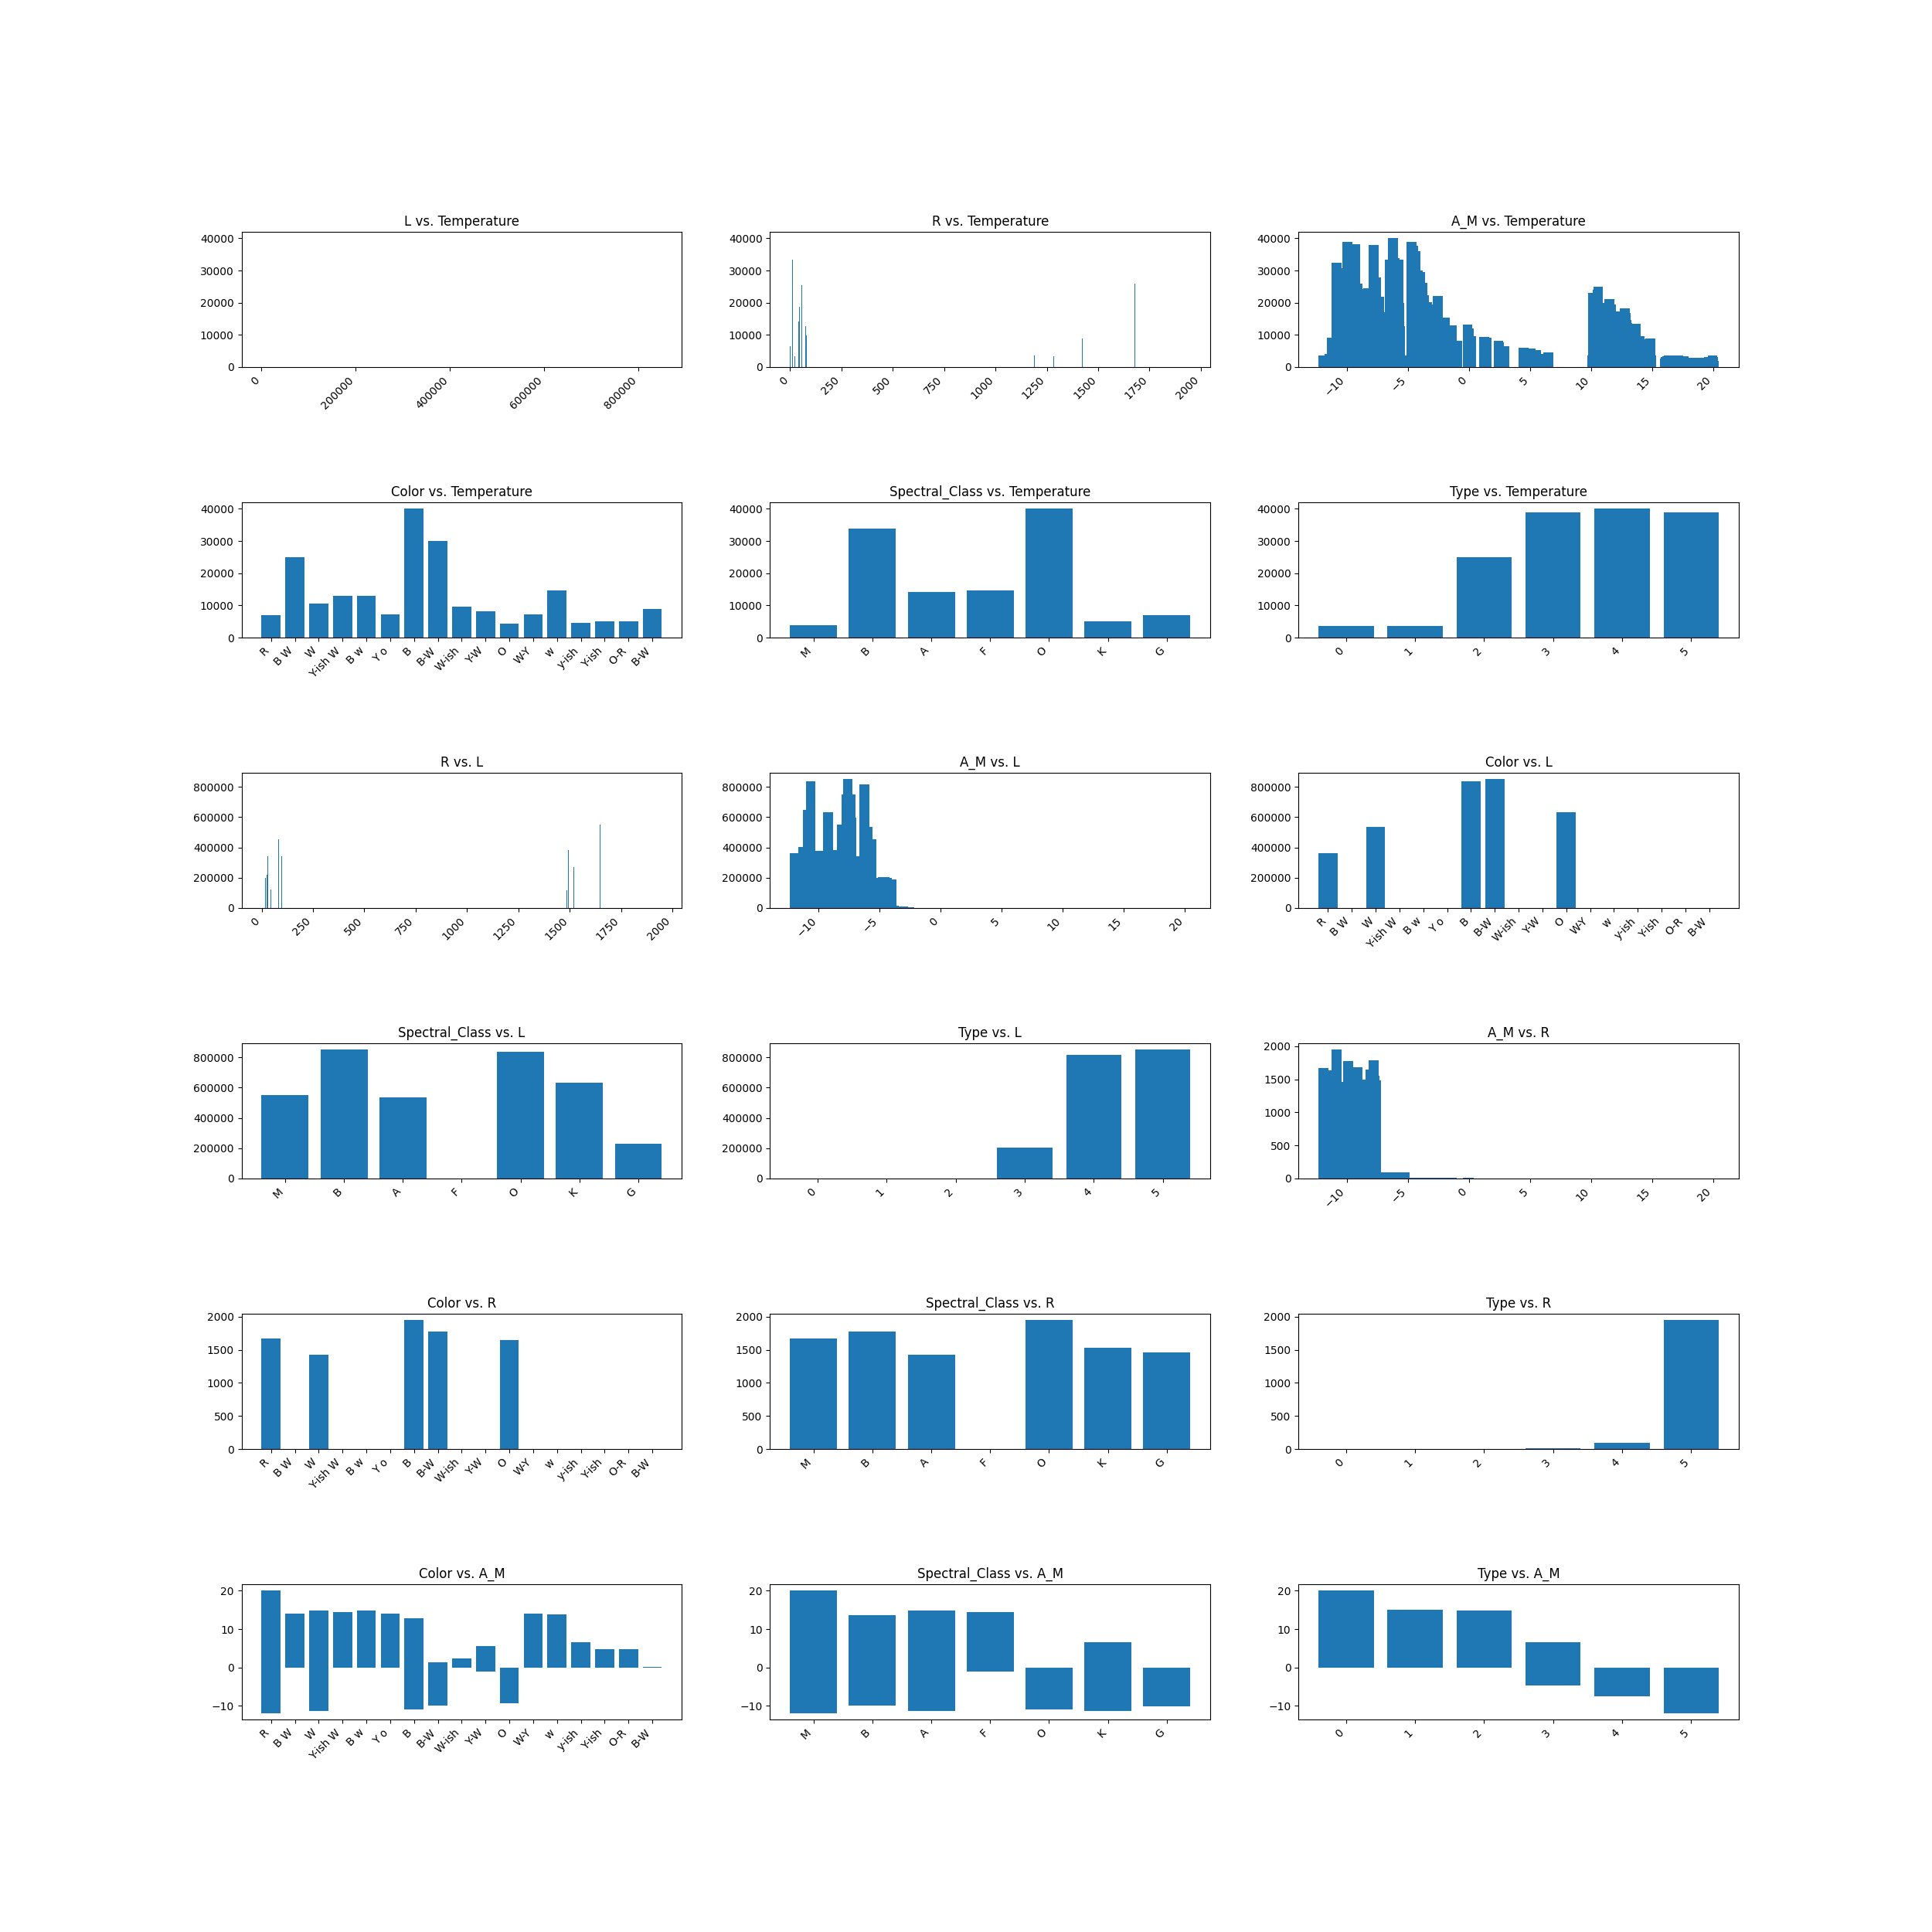 L vs. Temperature
40000
30000
20000
10000
0
0 200000 400000 600000 800000
R vs. Temperature
40000
30000
20000
10000
0
0 250 500 750 1000 1250 1500 1750 2000
A_M vs. Temperature
40000
30000
20000
10000
0
−10 −5 0 5 10 15 20
Color vs. Temperature
40000
30000
20000
10000
0
R B W W Y-ish W B w Y o B B-W W-ish Y-W O W-Y w y-ish Y-ish O-R B-W
Spectral_Class vs. Temperature
40000
30000
20000
10000
0
M B A F O K G
Type vs. Temperature
40000
30000
20000
10000
0
0 1 2 3 4 5
R vs. L
800000
600000
400000
200000
0
0 250 500 750 1000 1250 1500 1750 2000
A_M vs. L
800000
600000
400000
200000
0
−10 −5 0 5 10 15 20
Color vs. L
800000
600000
400000
200000
0
R B W W Y-ish W B w Y o B B-W W-ish Y-W O W-Y w y-ish Y-ish O-R B-W
Spectral_Class vs. L
800000
600000
400000
200000
0
M B A F O K G
Type vs. L
800000
600000
400000
200000
0
0 1 2 3 4 5
A_M vs. R
2000
1500
1000
500
0
−10 −5 0 5 10 15 20
Color vs. R
2000
1500
1000
500
0
R B W W Y-ish W B w Y o B B-W W-ish Y-W O W-Y w y-ish Y-ish O-R B-W
Spectral_Class vs. R
2000
1500
1000
500
0
M B A F O K G
Type vs. R
2000
1500
1000
500
0
0 1 2 3 4 5
Color vs. A_M
20
10
0
−10
R B W W Y-ish W B w Y o B B-W W-ish Y-W O W-Y w y-ish Y-ish O-R B-W
Spectral_Class vs. A_M
20
10
0
−10
M B A F O K G
Type vs. A_M
20
10
0
−10
0 1 2 3 4 5